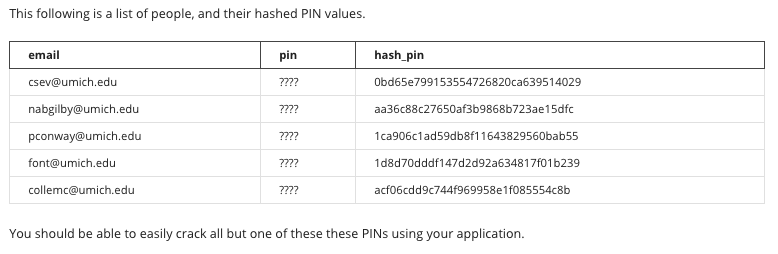 This following is a list of people, and their hashed PIN values.
email pin hash_pin
csev@umich.edu ???? 0bd65e799153554726820ca639514029
nabgilby@umich.edu ???? aa36c88c27650af3b9868b723ae15dfc
pconway@umich.edu ???? 1ca906c1ad59db8f11643829560bab55
font@umich.edu ???? 1d8d70dddf147d2d92a634817f01b239
collemc@umich.edu ???? acf06cdd9c744f969958e1f085554c8b
You should be able to easily crack all but one of these these PINs using your application.